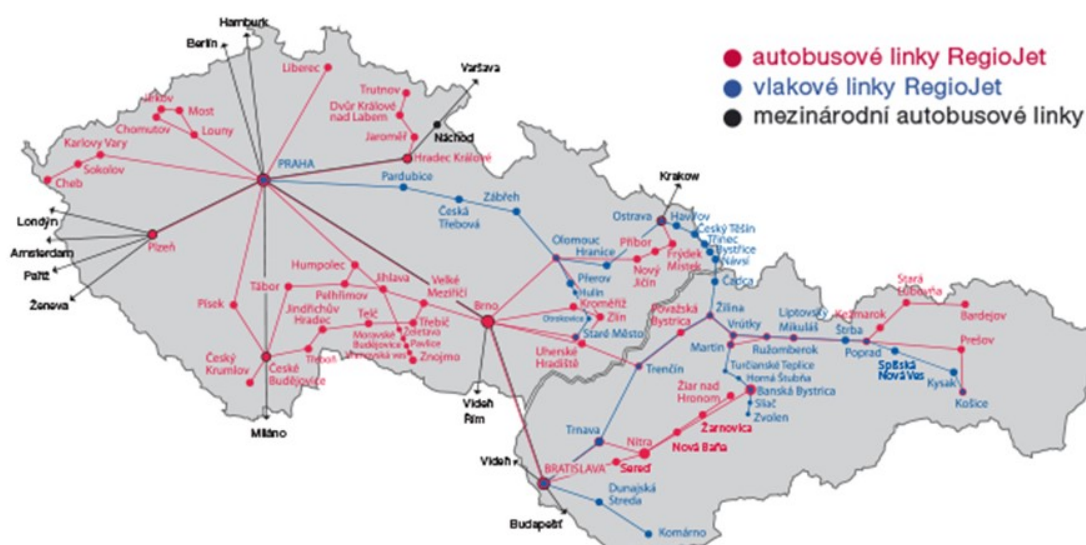 Hamburk
Berlín
Varšava
Liberec
Trutnov
Dvůr Králové
nad Labem
Jirkov
Most
Chomutov
Louny
Jaroměř
Náchod
Karlovy Vary
Sokolov
Cheb
PRAHA
Hradec Králové
Pardubice
Česká
Třebová
Zábřeh
autobusové linky RegioJet
vlakové linky RegioJet
mezinárodní autobusové linky
Krakow
Londýn
Amsterdam
Paříž
Ženeva
Plzeň
Ostrava
Havířov
Český Těšín
Třinec
Bystřice
Návsí
Čadca
Olomouc
Hranice
Příbor
Nový
Jičín
Frýdek
Místek
Přerov
Hulín
Otrokovice
Kroměříž
Zlín
Staré Město
Uherské
Hradiště
Písek
Tábor
Humpolec
Pelhřimov
Jihlava
Velké
Meziříčí
Brno
Jindřichův
Hradec
Telč
Třebíč
Moravské
Budějovice
Pavlice
Znojmo
Třeboň
Český
Krumlov
České
Budějovice
Miláno
Videň
Řím
Považská
Bystrica
Žilina
Vrútky
Martin
Liptovský
Mikuláš
Ružomberok
Štrba
Poprad
Kežmarok
Stará
Ľubovňa
Bardejov
Prešov
Spišská
Nová Ves
Kysak
Košice
Trenčín
Turčianske Teplice
Horná Štubňa
Banská Bystrica
Sliač
Zvolen
Žiar nad
Hronom
Žarnovica
Nová Baňa
Trnava
Nitra
Sereď
Videň
BRATISLAVA
Budapešť
Dunajská
Streda
Komárno